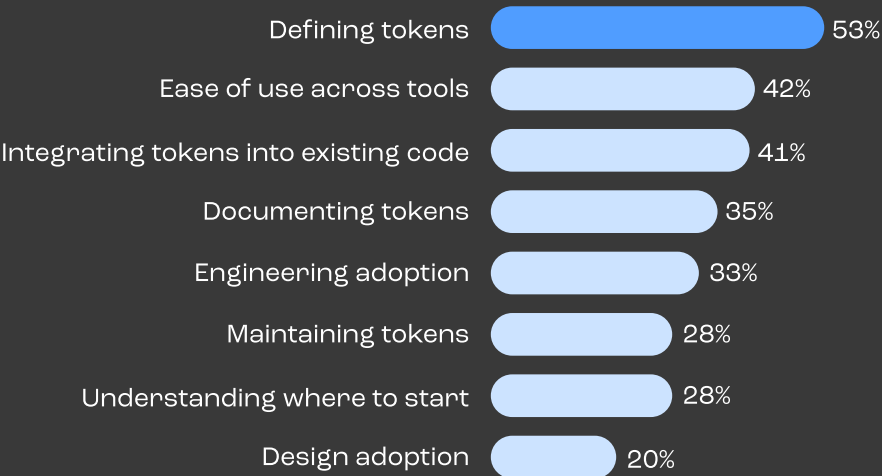 Defining tokens 53%
Ease of use across tools 42%
Integrating tokens into existing code 41%
Documenting tokens 35%
Engineering adoption 33%
Maintaining tokens 28%
Understanding where to start 28%
Design adoption 20%